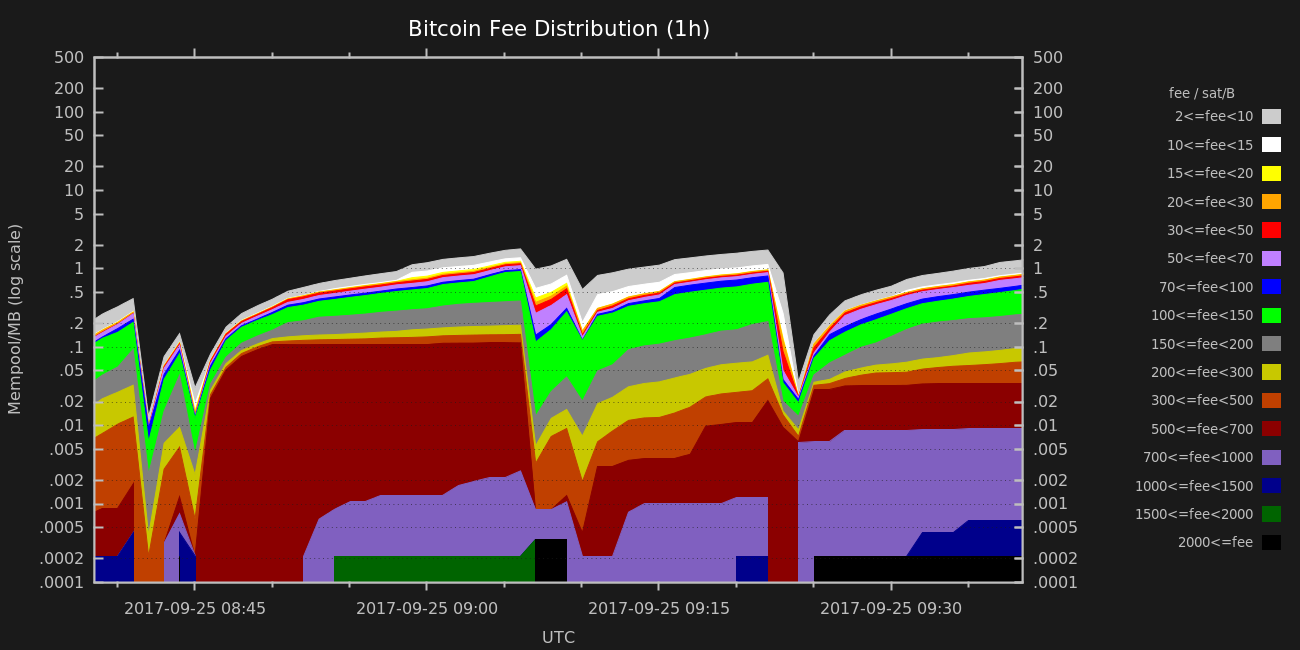 Bitcoin Fee Distribution (1h)
Mempool/MB (log scale)
500
200
100
50
20
10
5
2
1
.5
.2
.1
.05
.02
.01
.005
.002
.001
.0005
.0002
.0001
500
200
100
50
20
10
5
2
1
.5
.2
.1
.05
.02
.01
.005
.002
.001
.0005
.0002
.0001
2017-09-25 08:45
2017-09-25 09:00
2017-09-25 09:15
2017-09-25 09:30
UTC
fee / sat/B
2<=fee<10
10<=fee<15
15<=fee<20
20<=fee<30
30<=fee<50
50<=fee<70
70<=fee<100
100<=fee<150
150<=fee<200
200<=fee<300
300<=fee<500
500<=fee<700
700<=fee<1000
1000<=fee<1500
1500<=fee<2000
2000<=fee